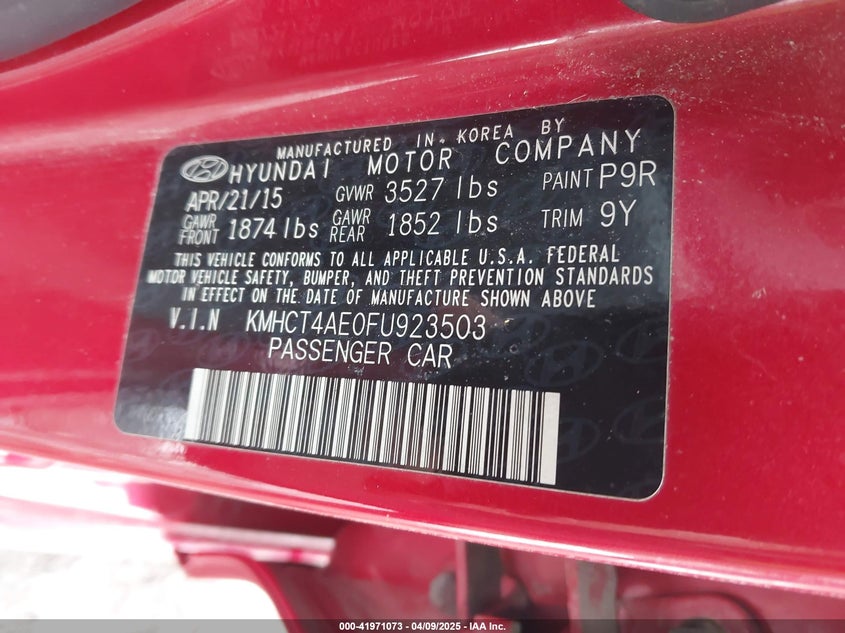 MANUFACTURED IN KOREA BY
HYUNDAI MOTOR COMPANY
APR/21/15 GVWR 3527 lbs PAINT P9R
GAWR FRONT 1874 lbs GAWR REAR 1852 lbs TRIM 9Y
THIS VEHICLE CONFORMS TO ALL APPLICABLE U.S.A. FEDERAL
MOTOR VEHICLE SAFETY, BUMPER, AND THEFT PREVENTION STANDARDS
IN EFFECT ON THE DATE OF MANUFACTURE SHOWN ABOVE
V.I.N KMHCT4AE0FU923503
PASSENGER CAR
000-41971073 | 04/09/2025 - IAA Inc.